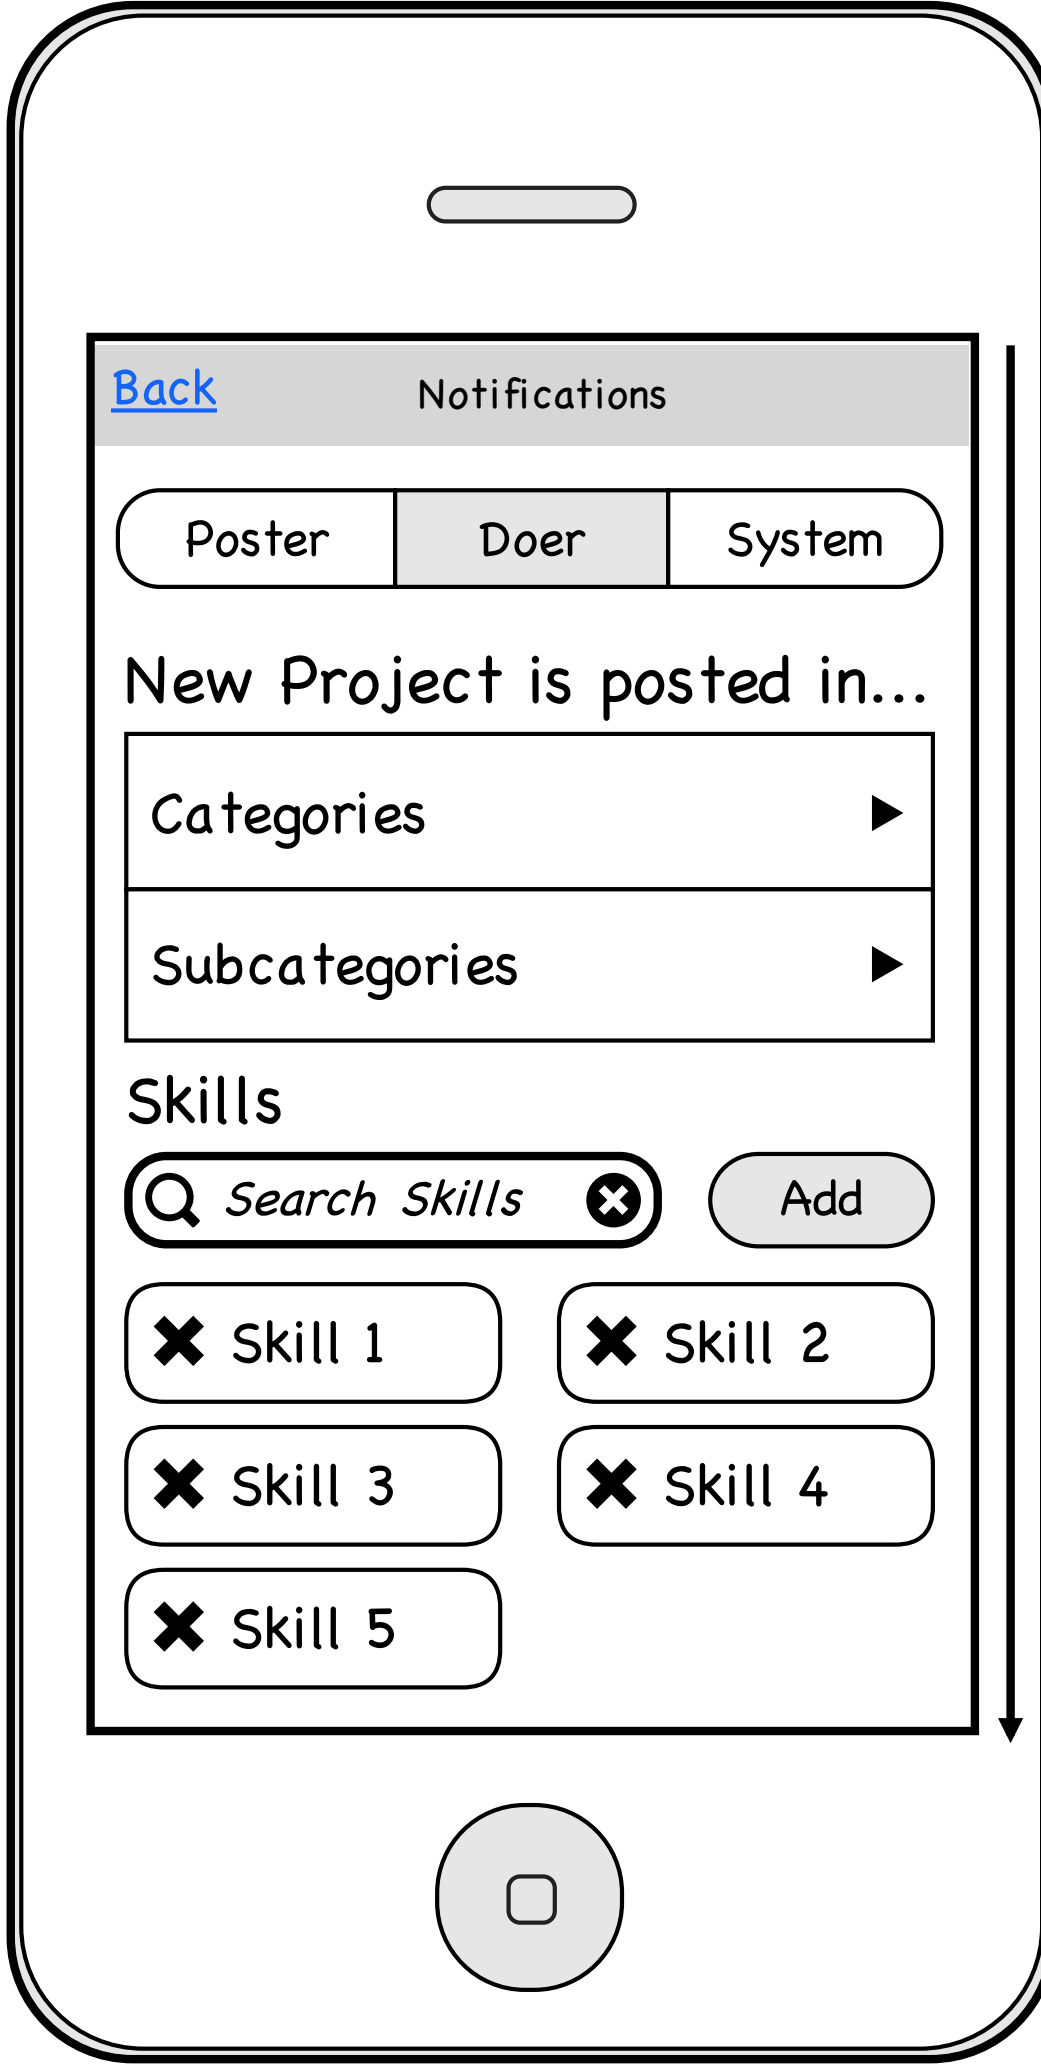 Back
Notifications
Poster Doer System
New Project is posted in...
Categories
Subcategories
Skills
Search Skills
Add
Skill 1 Skill 2
Skill 3 Skill 4
Skill 5